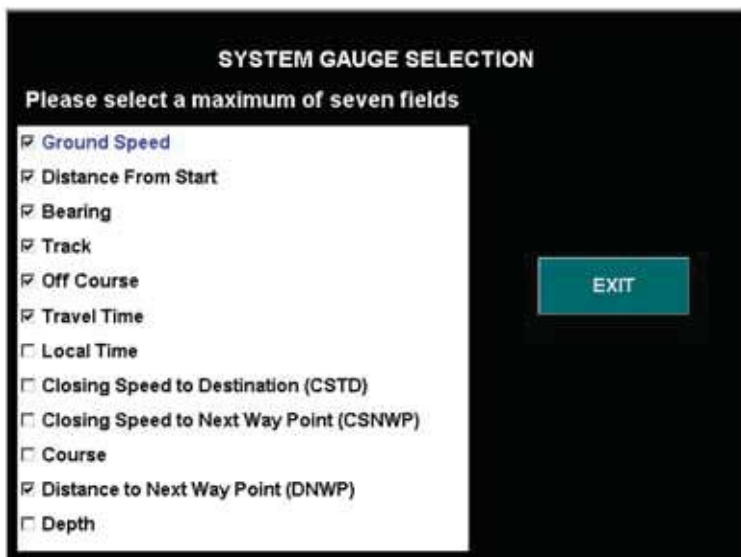 SYSTEM GAUGE SELECTION
Please select a maximum of seven fields
Ground Speed
Distance From Start
Bearing
Track
Off Course
Travel Time
Local Time
Closing Speed to Destination (CSTD)
Closing Speed to Next Way Point (CSNWP)
Course
Distance to Next Way Point (DNWP)
Depth
EXIT